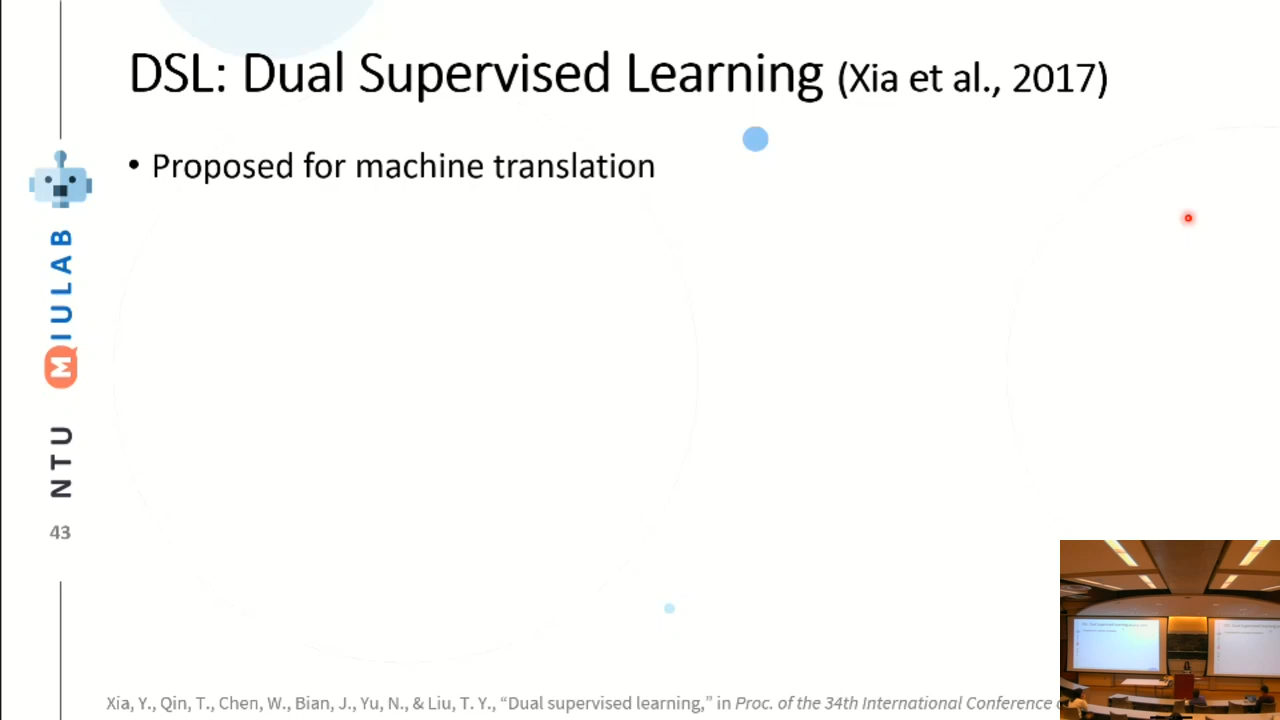 DSL: Dual Supervised Learning (Xia et al., 2017)
• Proposed for machine translation
NTU MIULAB
43
Xia, Y., Qin, T., Chen, W., Bian, J., Yu, N., & Liu, T. Y., “Dual supervised learning,” in Proc. of the 34th International Conference